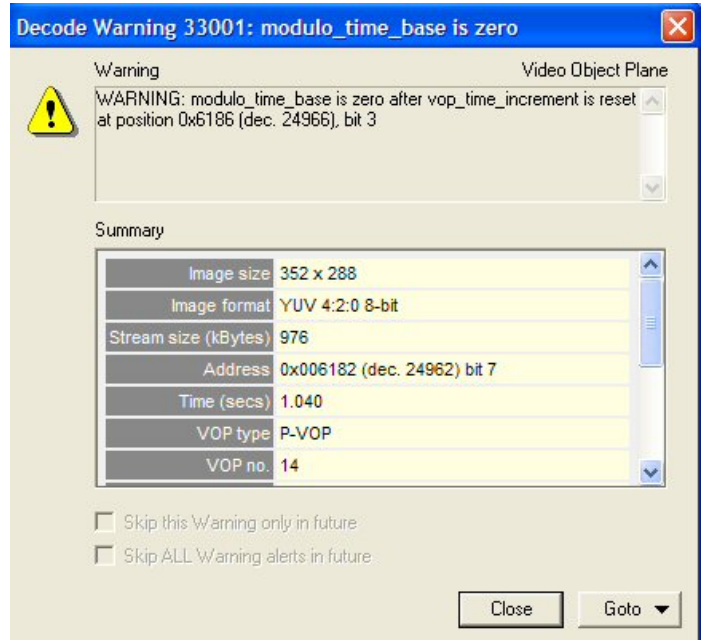 Decode Warning 33001: modulo_time_base is zero
Warning Video Object Plane
WARNING: modulo_time_base is zero after vop_time_increment is reset
at position 0x6186 (dec. 24966), bit 3
Summary
Image size 352 x 288
Image format YUV 4:2:0 8-bit
Stream size (kBytes) 976
Address 0x006182 (dec. 24962) bit 7
Time (secs) 1.040
VOP type P-VOP
VOP no. 14
Skip this Warning only in future
Skip ALL Warning alerts in future
Close Goto